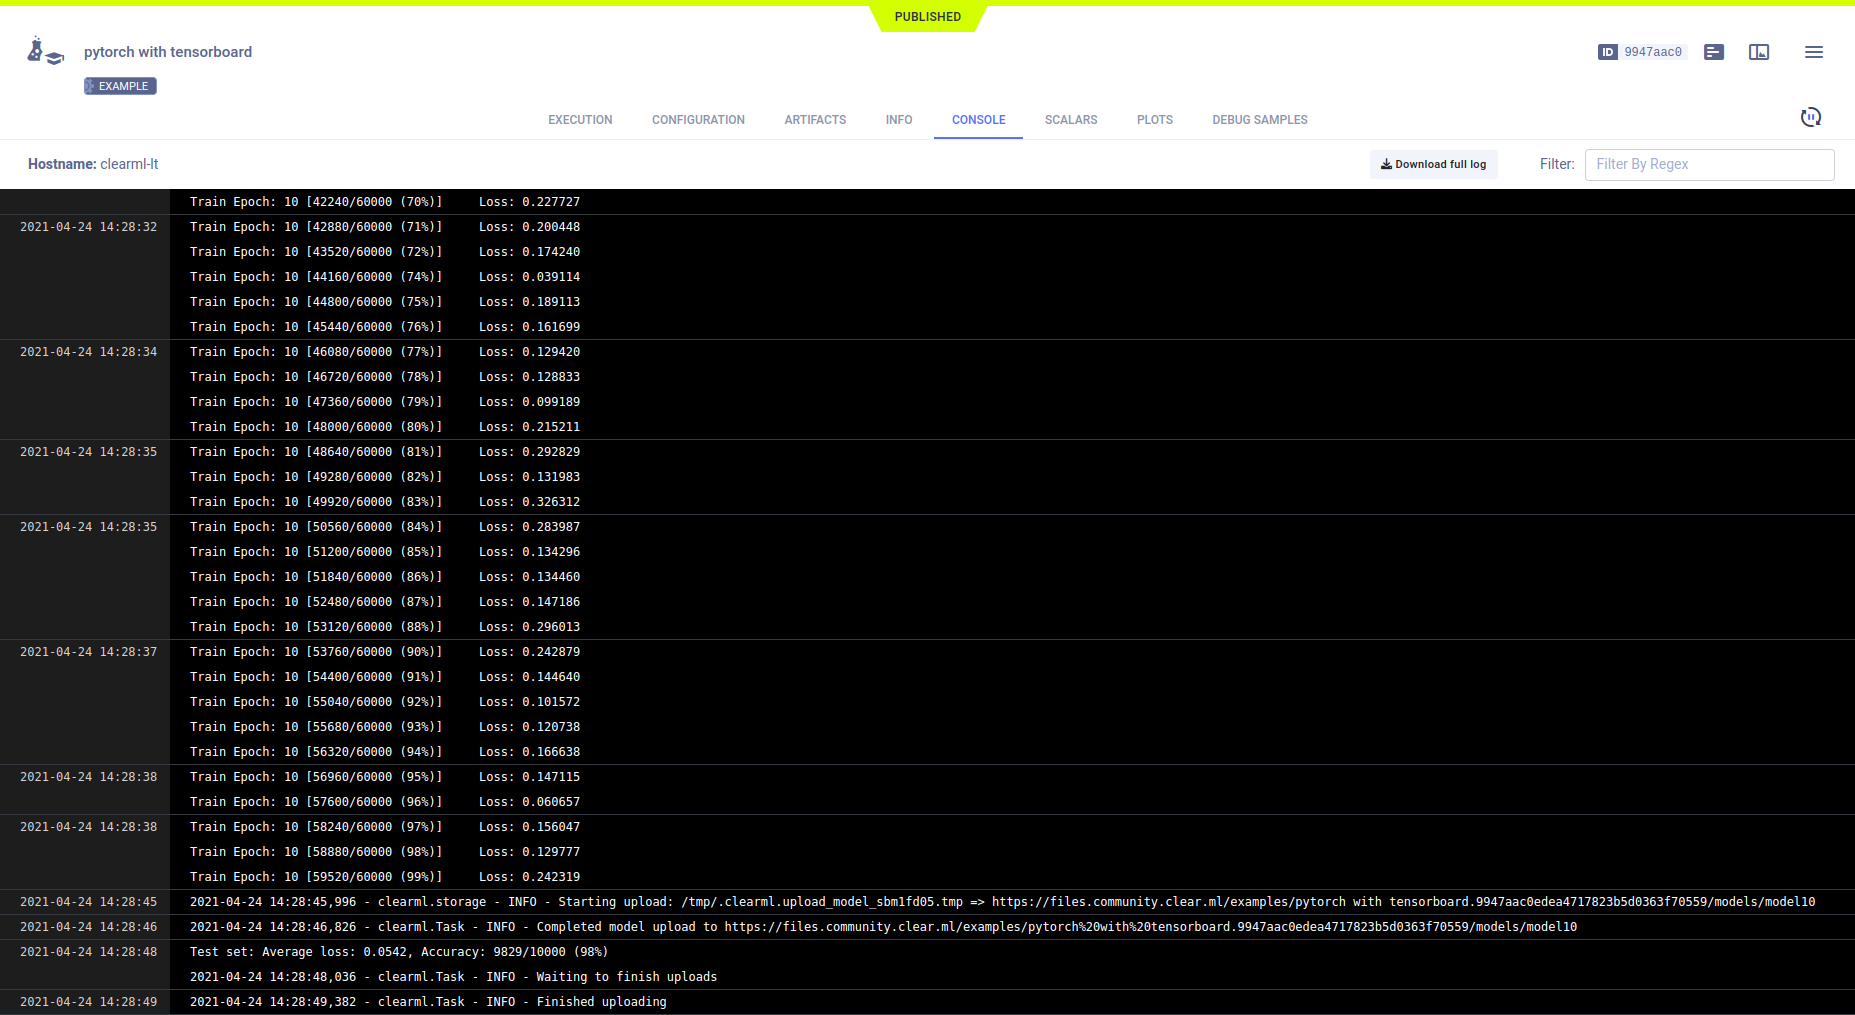 PUBLISHED
pytorch with tensorboard
ID 9947aac0
EXAMPLE
EXECUTION CONFIGURATION ARTIFACTS INFO CONSOLE SCALARS PLOTS DEBUG SAMPLES
Hostname: clearml-lt Download full log Filter: Filter By Regex
Train Epoch: 10 [42240/60000 (70%)] Loss: 0.227727
2021-04-24 14:28:32 Train Epoch: 10 [42880/60000 (71%)] Loss: 0.200448
Train Epoch: 10 [43520/60000 (72%)] Loss: 0.174240
Train Epoch: 10 [44160/60000 (74%)] Loss: 0.039114
Train Epoch: 10 [44800/60000 (75%)] Loss: 0.189113
Train Epoch: 10 [45440/60000 (76%)] Loss: 0.161699
2021-04-24 14:28:34 Train Epoch: 10 [46080/60000 (77%)] Loss: 0.129420
Train Epoch: 10 [46720/60000 (78%)] Loss: 0.128833
Train Epoch: 10 [47360/60000 (79%)] Loss: 0.099189
Train Epoch: 10 [48000/60000 (80%)] Loss: 0.215211
2021-04-24 14:28:35 Train Epoch: 10 [48640/60000 (81%)] Loss: 0.292829
Train Epoch: 10 [49280/60000 (82%)] Loss: 0.131983
Train Epoch: 10 [49920/60000 (83%)] Loss: 0.326312
2021-04-24 14:28:35 Train Epoch: 10 [50560/60000 (84%)] Loss: 0.283987
Train Epoch: 10 [51200/60000 (85%)] Loss: 0.134296
Train Epoch: 10 [51840/60000 (86%)] Loss: 0.134460
Train Epoch: 10 [52480/60000 (87%)] Loss: 0.147186
Train Epoch: 10 [53120/60000 (88%)] Loss: 0.296013
2021-04-24 14:28:37 Train Epoch: 10 [53760/60000 (90%)] Loss: 0.242879
Train Epoch: 10 [54400/60000 (91%)] Loss: 0.144640
Train Epoch: 10 [55040/60000 (92%)] Loss: 0.101572
Train Epoch: 10 [55680/60000 (93%)] Loss: 0.120738
Train Epoch: 10 [56320/60000 (94%)] Loss: 0.166638
2021-04-24 14:28:38 Train Epoch: 10 [56960/60000 (95%)] Loss: 0.147115
Train Epoch: 10 [57600/60000 (96%)] Loss: 0.060657
2021-04-24 14:28:38 Train Epoch: 10 [58240/60000 (97%)] Loss: 0.156047
Train Epoch: 10 [58880/60000 (98%)] Loss: 0.129777
Train Epoch: 10 [59520/60000 (99%)] Loss: 0.242319
2021-04-24 14:28:45 2021-04-24 14:28:45,996 - clearml.storage - INFO - Starting upload: /tmp/.clearml.upload_model_sbm1fd05.tmp => https://files.community.clear.ml/examples/pytorch with tensorboard.9947aac0edea4717823b5d0363f70559/models/model10
2021-04-24 14:28:46 2021-04-24 14:28:46,826 - clearml.Task - INFO - Completed model upload to https://files.community.clear.ml/examples/pytorch%20with%20tensorboard.9947aac0edea4717823b5d0363f70559/models/model10
2021-04-24 14:28:48 Test set: Average loss: 0.0542, Accuracy: 9829/10000 (98%)
2021-04-24 14:28:48,036 - clearml.Task - INFO - Waiting to finish uploads
2021-04-24 14:28:49 2021-04-24 14:28:49,382 - clearml.Task - INFO - Finished uploading